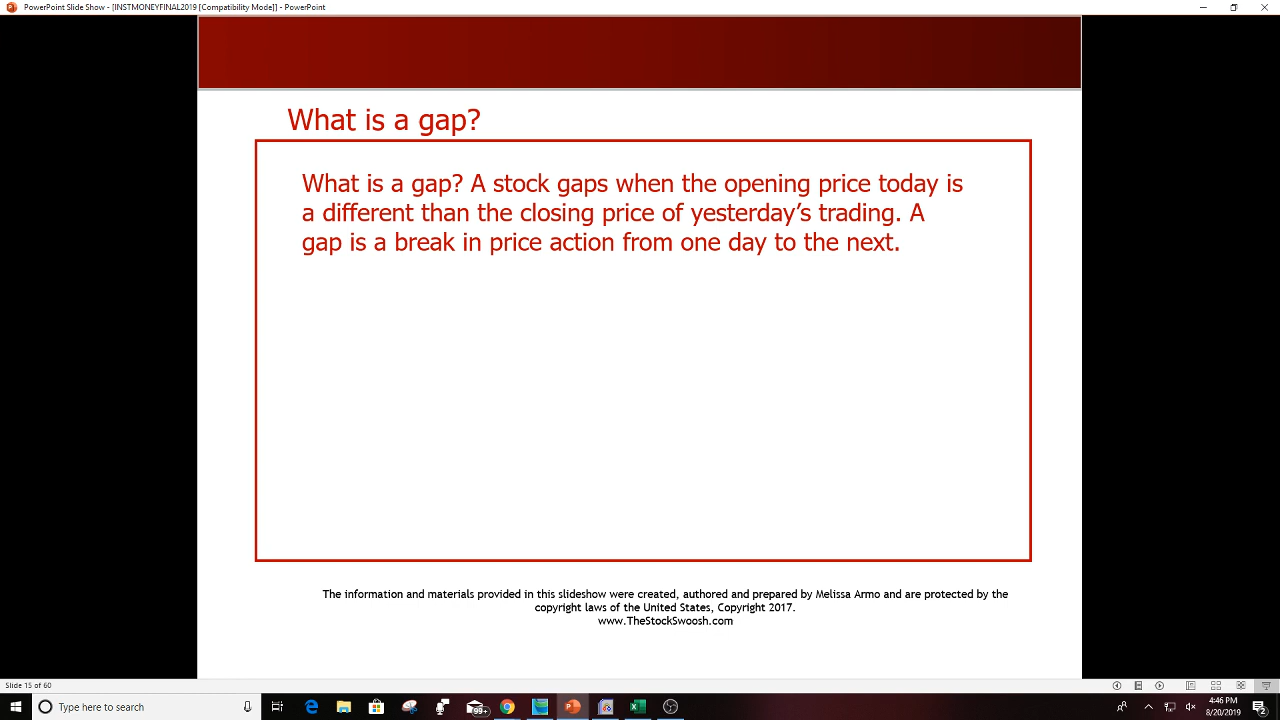 PowerPoint Slide Show - [INSTMONEYFINAL2019 [Compatibility Mode]] - PowerPoint
What is a gap?
What is a gap? A stock gaps when the opening price today is
a different than the closing price of yesterday’s trading. A
gap is a break in price action from one day to the next.
The information and materials provided in this slideshow were created, authored and prepared by Melissa Armo and are protected by the
copyright laws of the United States, Copyright 2017.
www.TheStockSwoosh.com
Slide 15 of 60
Type here to search
99+
4:46 PM
8/20/2019
2